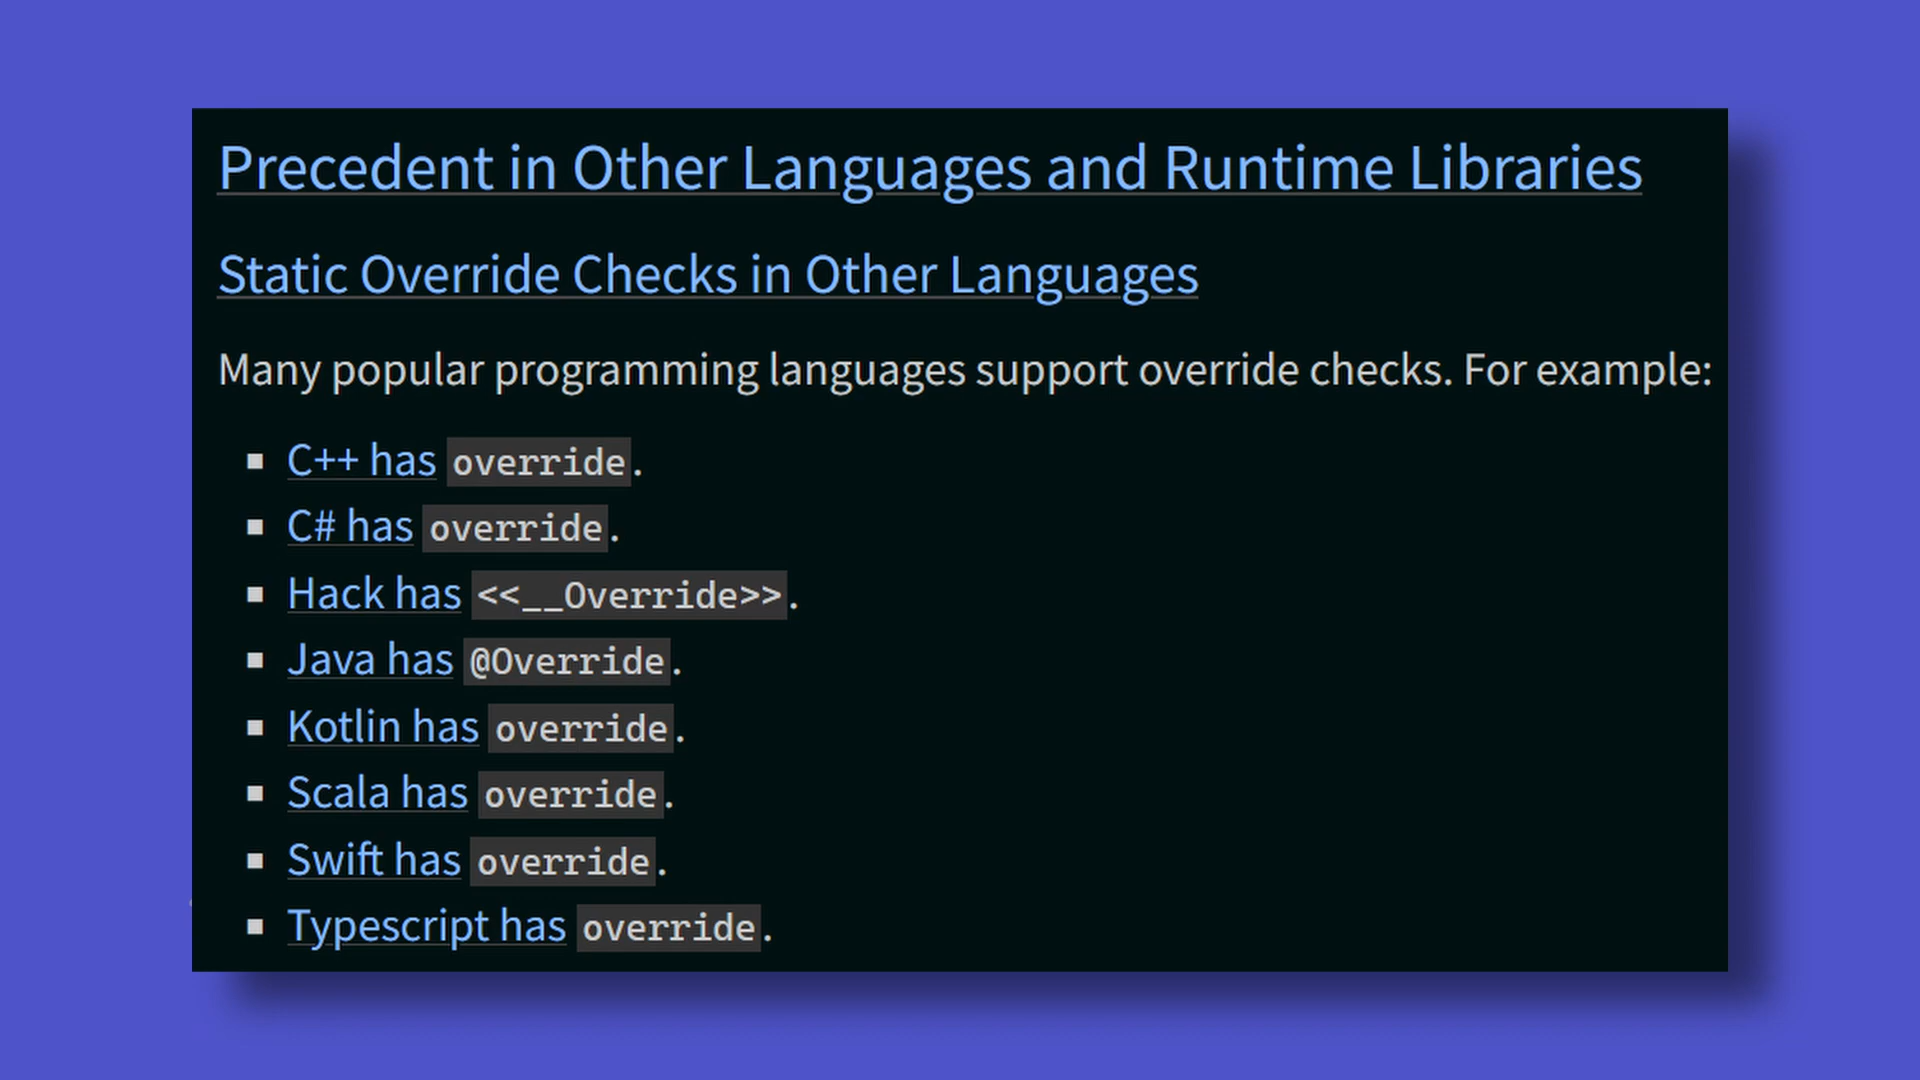 Precedent in Other Languages and Runtime Libraries
Static Override Checks in Other Languages
Many popular programming languages support override checks. For example:
▪ C++ has override.
▪ C# has override.
▪ Hack has <<__Override>>.
▪ Java has @Override.
▪ Kotlin has override.
▪ Scala has override.
▪ Swift has override.
▪ Typescript has override.